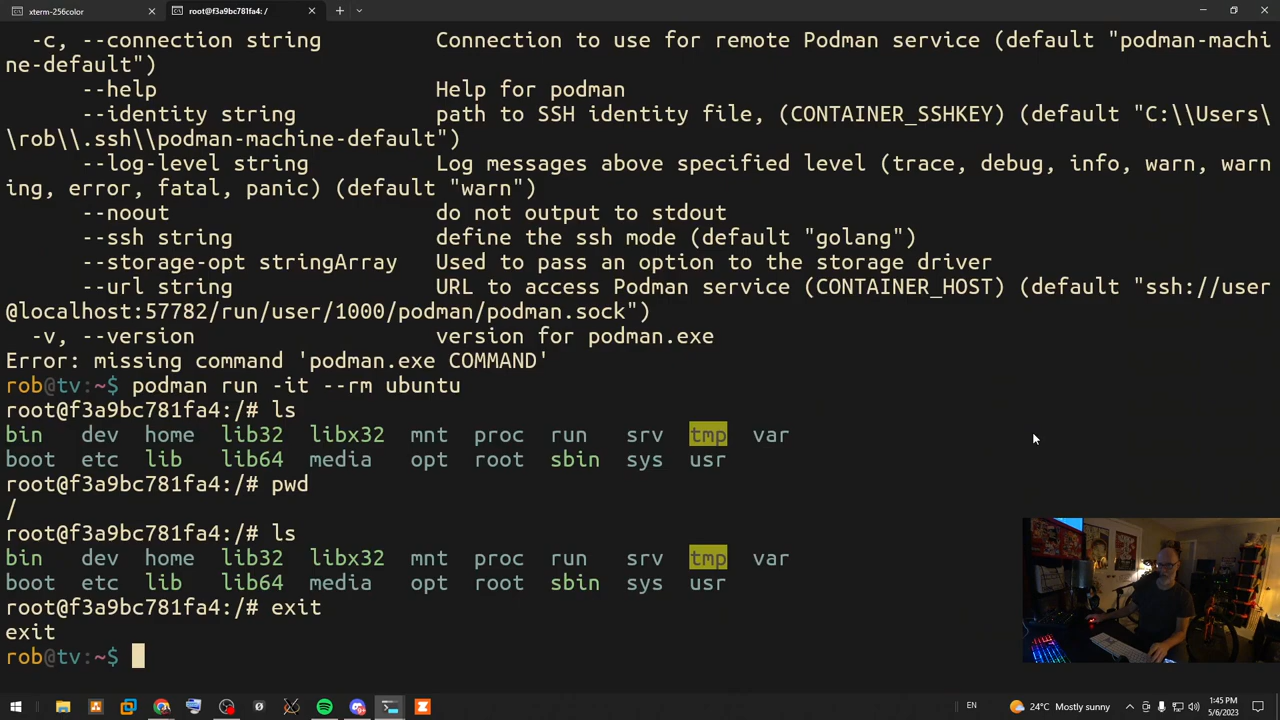 xterm-256color
root@f3a9bc781fa4: /
-c, --connection string Connection to use for remote Podman service (default "podman-machi
ne-default")
--help Help for podman
--identity string path to SSH identity file, (CONTAINER_SSHKEY) (default "C:\\Users\
\rob\\.ssh\\podman-machine-default")
--log-level string Log messages above specified level (trace, debug, info, warn, warn
ing, error, fatal, panic) (default "warn")
--noout do not output to stdout
--ssh string define the ssh mode (default "golang")
--storage-opt stringArray Used to pass an option to the storage driver
--url string URL to access Podman service (CONTAINER_HOST) (default "ssh://user
@localhost:57782/run/user/1000/podman/podman.sock")
-v, --version version for podman.exe
Error: missing command 'podman.exe COMMAND'
rob@tv:~$ podman run -it --rm ubuntu
root@f3a9bc781fa4:/# ls
bin dev home lib32 libx32 mnt proc run srv tmp var
boot etc lib lib64 media opt root sbin sys usr
root@f3a9bc781fa4:/# pwd
/
root@f3a9bc781fa4:/# ls
bin dev home lib32 libx32 mnt proc run srv tmp var
boot etc lib lib64 media opt root sbin sys usr
root@f3a9bc781fa4:/# exit
exit
rob@tv:~$
EN
24°C Mostly sunny
1:45 PM
5/6/2023